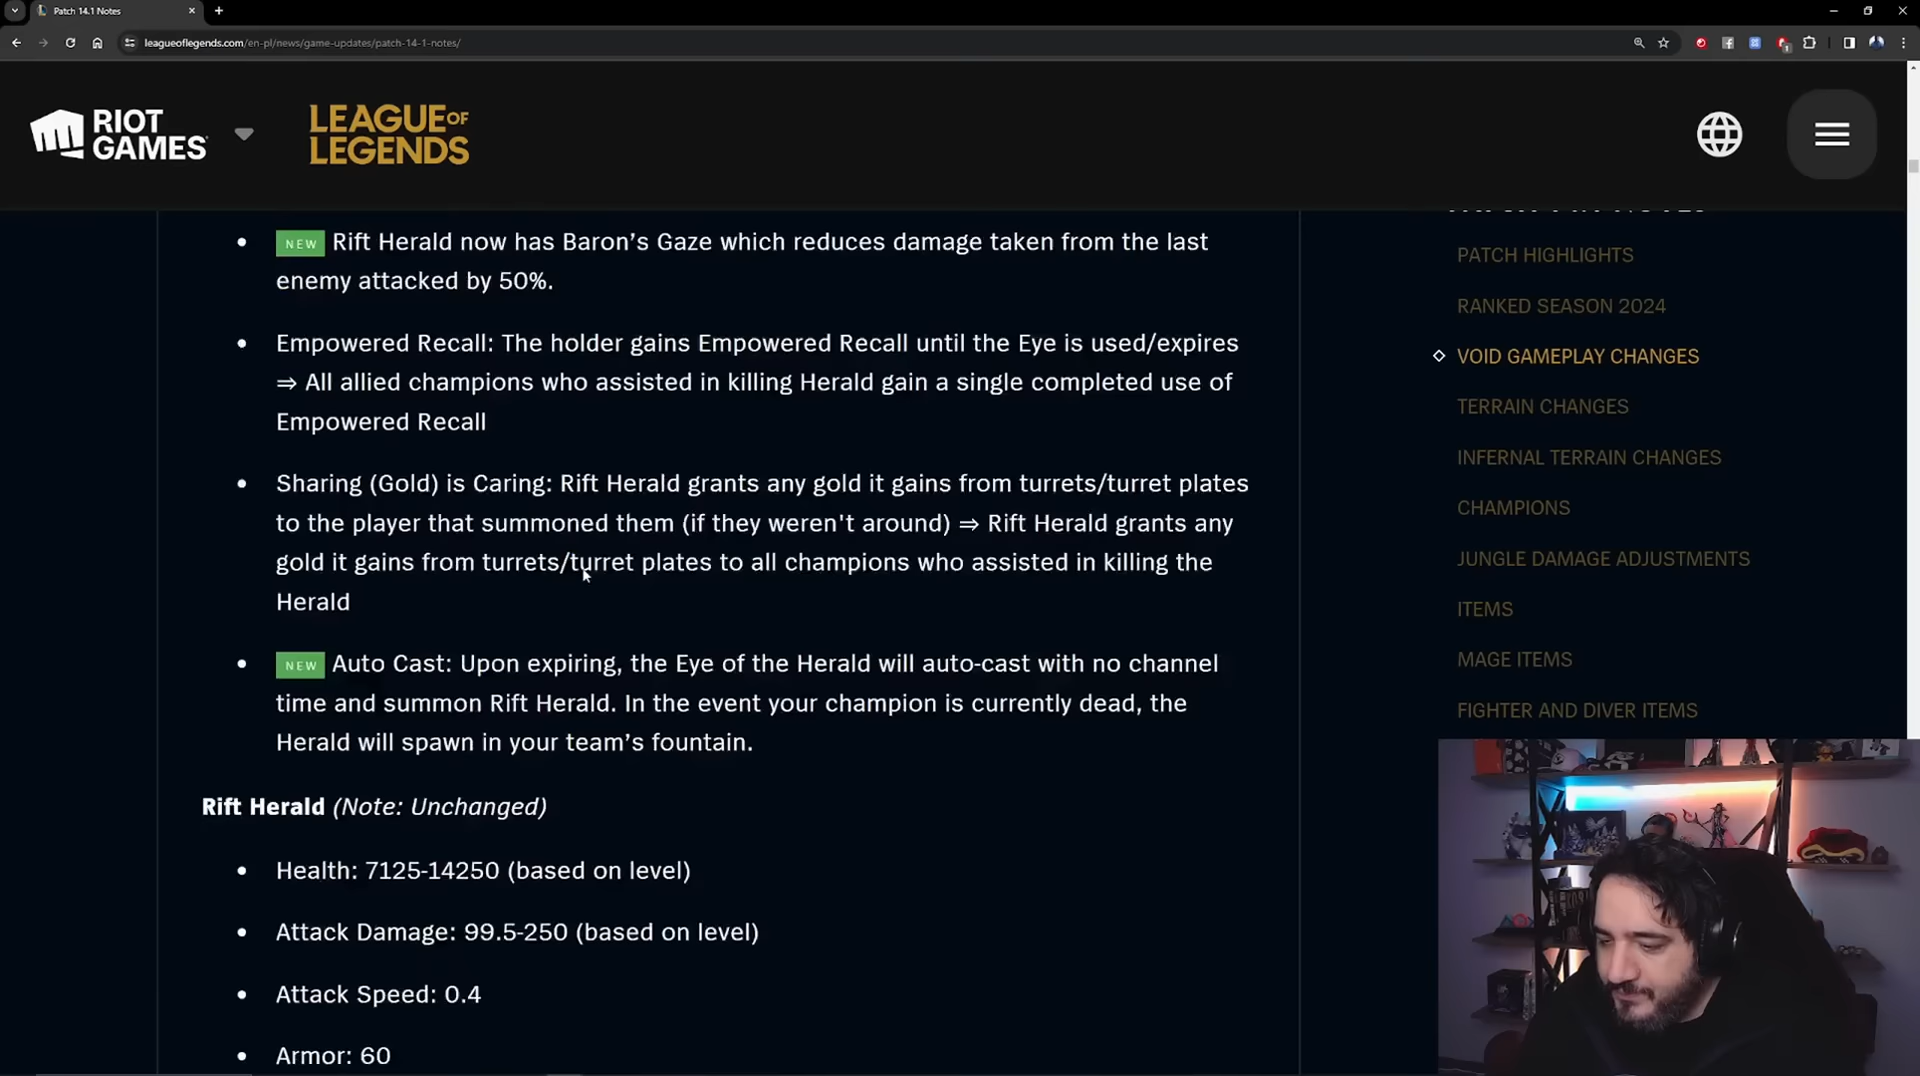 Patch 14.1 Notes
leagueoflegends.com/en-pl/news/game-updates/patch-14-1-notes/
RIOT
GAMES
LEAGUE OF
LEGENDS
NEW Rift Herald now has Baron’s Gaze which reduces damage taken from the last
enemy attacked by 50%.
Empowered Recall: The holder gains Empowered Recall until the Eye is used/expires
⇒ All allied champions who assisted in killing Herald gain a single completed use of
Empowered Recall
Sharing (Gold) is Caring: Rift Herald grants any gold it gains from turrets/turret plates
to the player that summoned them (if they weren't around) ⇒ Rift Herald grants any
gold it gains from turrets/turret plates to all champions who assisted in killing the
Herald
NEW Auto Cast: Upon expiring, the Eye of the Herald will auto-cast with no channel
time and summon Rift Herald. In the event your champion is currently dead, the
Herald will spawn in your team’s fountain.
Rift Herald (Note: Unchanged)
Health: 7125-14250 (based on level)
Attack Damage: 99.5-250 (based on level)
Attack Speed: 0.4
Armor: 60
PATCH HIGHLIGHTS
RANKED SEASON 2024
VOID GAMEPLAY CHANGES
TERRAIN CHANGES
INFERNAL TERRAIN CHANGES
CHAMPIONS
JUNGLE DAMAGE ADJUSTMENTS
ITEMS
MAGE ITEMS
FIGHTER AND DIVER ITEMS